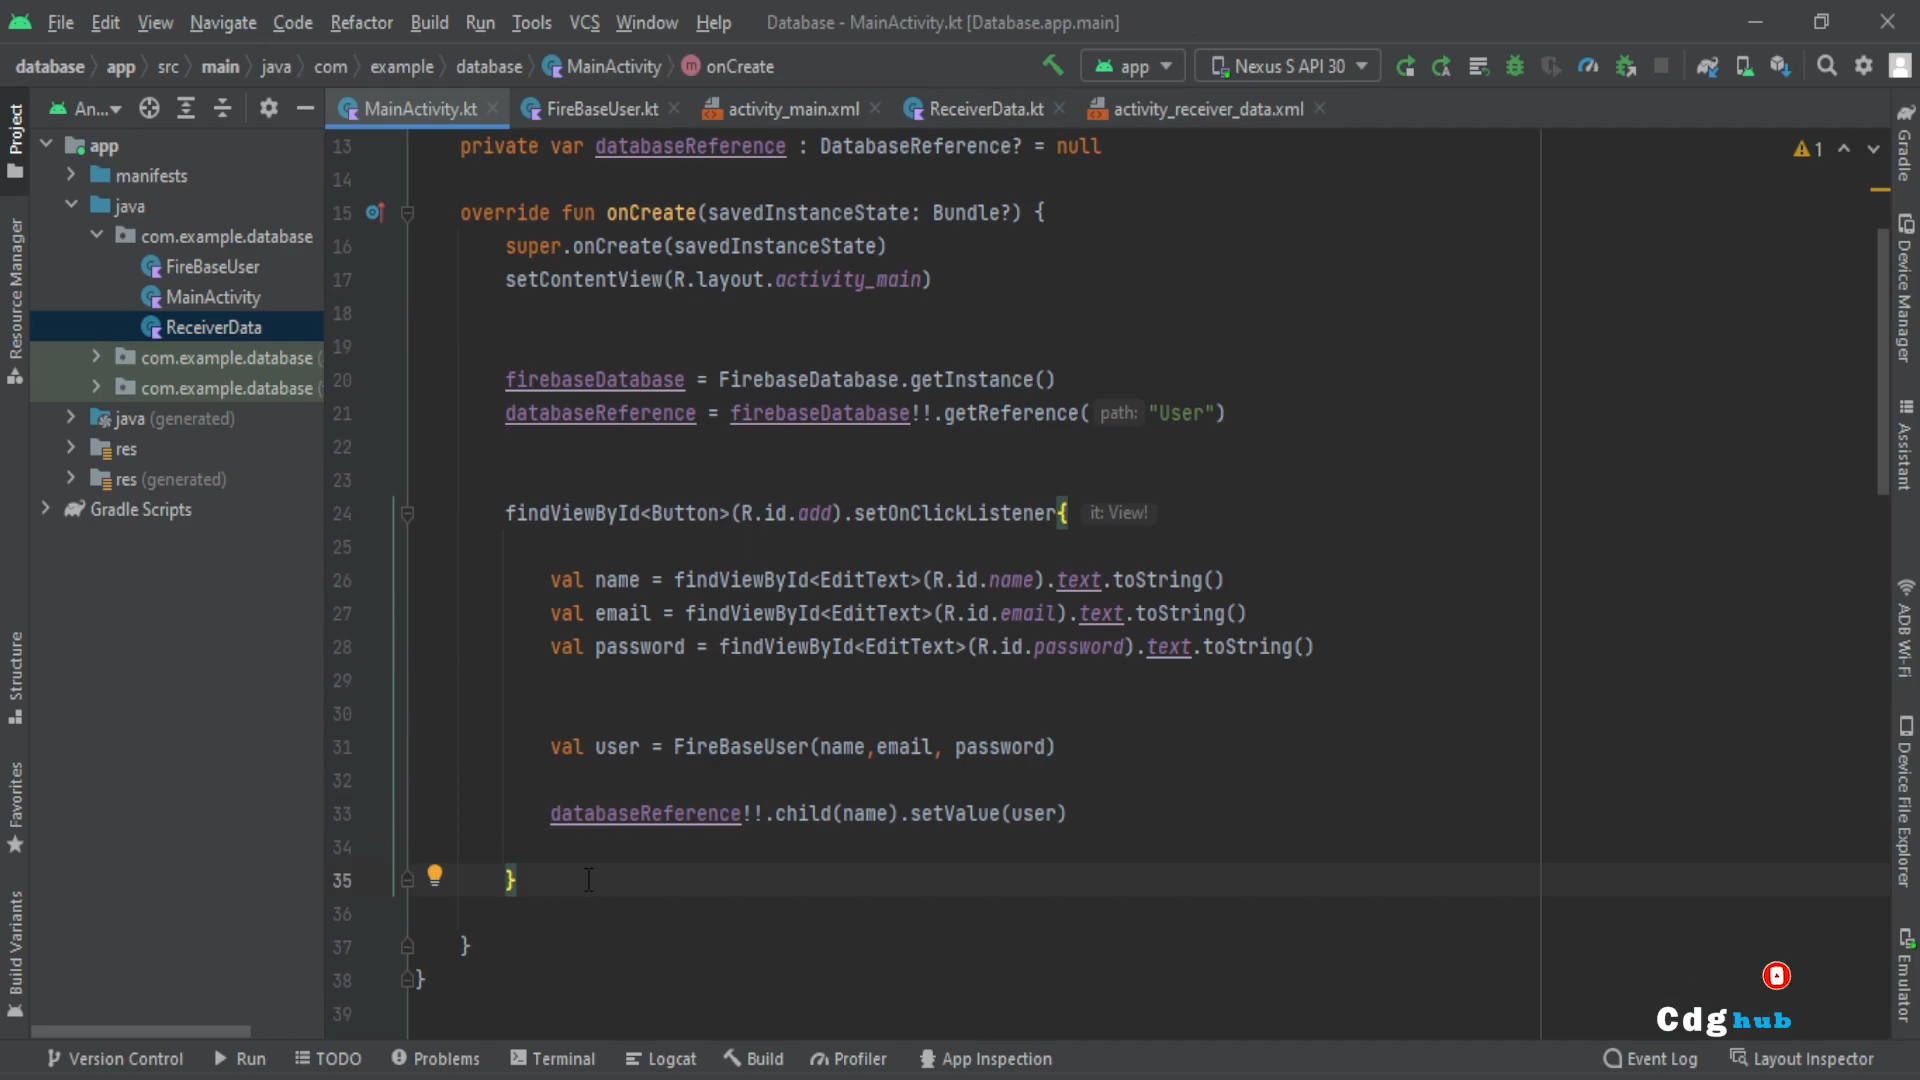 File Edit View Navigate Code Refactor Build Run Tools VCS Window Help Database - MainActivity.kt [Database.app.main]
database app src main java com example database MainActivity onCreate app Nexus S API 30
Project An... MainActivity.kt FireBaseUser.kt activity_main.xml ReceiverData.kt activity_receiver_data.xml
app
manifests
java
com.example.database
FireBaseUser
MainActivity
ReceiverData
com.example.database (
com.example.database (
java (generated)
res
res (generated)
Gradle Scripts
Resource Manager
Structure
Favorites
Build Variants
13 private var databaseReference : DatabaseReference? = null
14
15 override fun onCreate(savedInstanceState: Bundle?) {
16 super.onCreate(savedInstanceState)
17 setContentView(R.layout.activity_main)
18
19
20 firebaseDatabase = FirebaseDatabase.getInstance()
21 databaseReference = firebaseDatabase!!.getReference( path: "User")
22
23
24 findViewById<Button>(R.id.add).setOnClickListener{ it: View!
25
26 val name = findViewById<EditText>(R.id.name).text.toString()
27 val email = findViewById<EditText>(R.id.email).text.toString()
28 val password = findViewById<EditText>(R.id.password).text.toString()
29
30
31 val user = FireBaseUser(name,email, password)
32
33 databaseReference!!.child(name).setValue(user)
34
35 }
36
37 }
38 }
39
1
Gradle
Device Manager
Assistant
ADB Wi-Fi
Device File Explorer
Emulator
Cdghub
Version Control Run TODO Problems Terminal Logcat Build Profiler App Inspection Event Log Layout Inspector